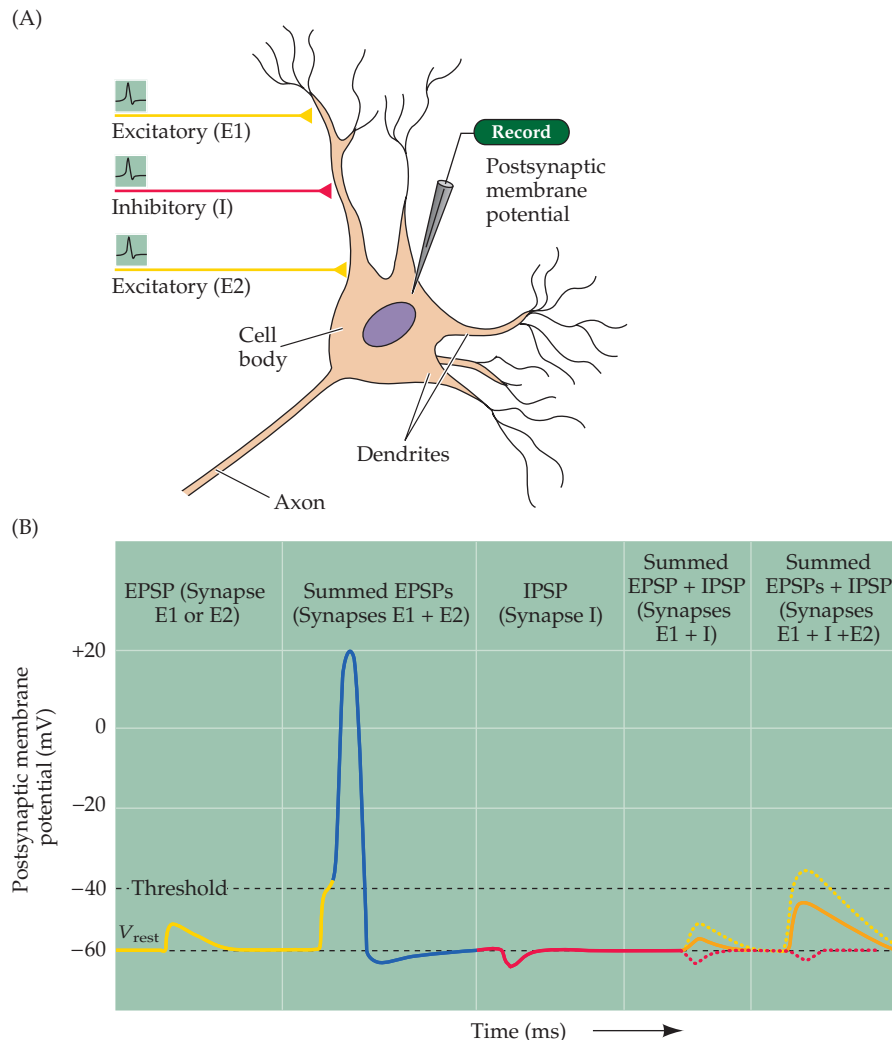 (A)
Excitatory (E1)
Inhibitory (I)
Excitatory (E2)
Record
Postsynaptic
membrane
potential
Cell
body
Dendrites
Axon
(B)
EPSP (Synapse
E1 or E2)
Summed EPSPs
(Synapses E1 + E2)
IPSP
(Synapse I)
Summed
EPSP + IPSP
(Synapses
E1 + I)
Summed
EPSPs + IPSP
(Synapses
E1 + I +E2)
Postsynaptic membrane
potential (mV)
+20
0
−20
−40
−60
Threshold
Vrest
Time (ms)